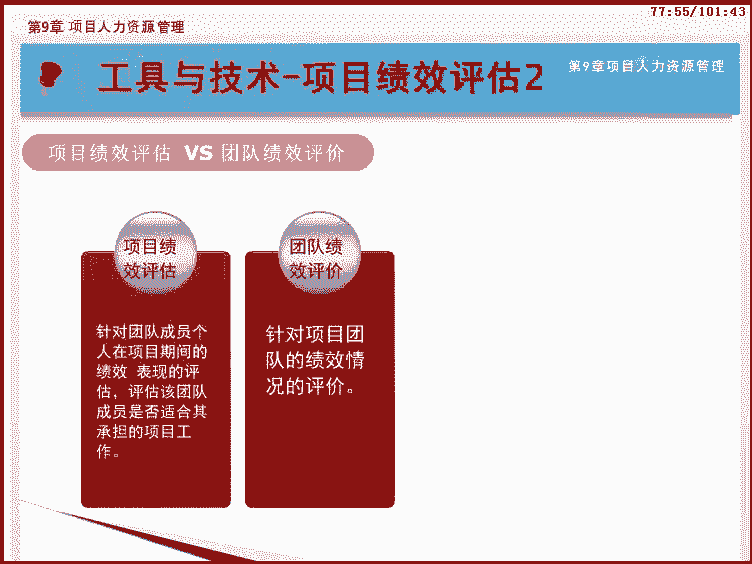 77:55/101:43
第9章 项目人力资源管理
工具与技术-项目绩效评估2
第9章项目人力资源管理
项目绩效评估 VS 团队绩效评价
项目绩
效评估
针对团队成员个
人在项目期间的
绩效 表现的评
估，评估该团队
成员是否适合其
承担的项目工
作。
团队绩
效评价
针对项目团
队的绩效情
况的评价。